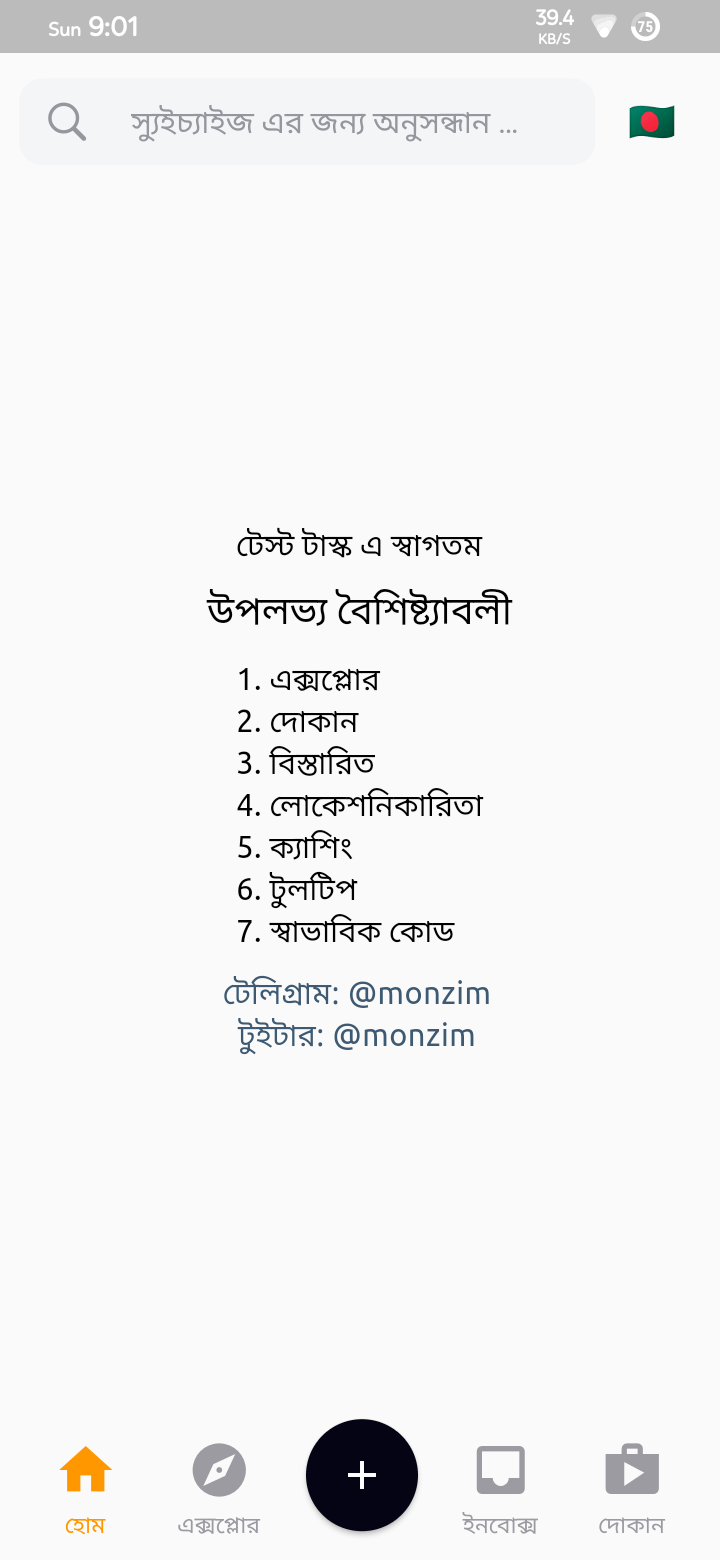 Sun 9:01
39.4
KB/S
75
স্যুইচ্যাইজ এর জন্য অনুসন্ধান ...
টেস্ট টাস্ক এ স্বাগতম
উপলভ্য বৈশিষ্ট্যাবলী
1. এক্সপ্লোর
2. দোকান
3. বিস্তারিত
4. লোকেশনিকারিতা
5. ক্যাশিং
6. টুলটিপ
7. স্বাভাবিক কোড
টেলিগ্রাম: @monzim
টুইটার: @monzim
হোম
এক্সপ্লোর
ইনবোক্স
দোকান